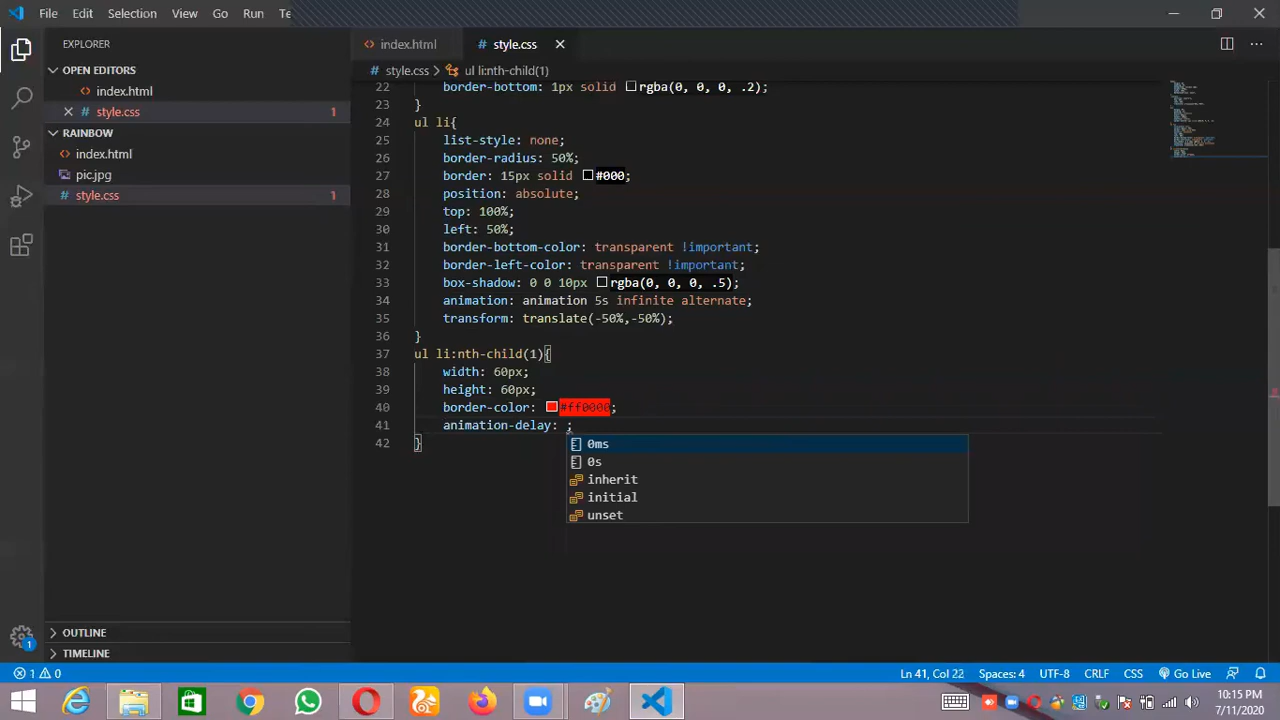 File Edit Selection View Go Run Te
EXPLORER
index.html
style.css
OPEN EDITORS
style.css > ul li:nth-child(1)
index.html
style.css 1
RAINBOW
index.html
pic.jpg
style.css 1
22 border-bottom: 1px solid rgba(0, 0, 0, .2);
23 }
24 ul li{
25 list-style: none;
26 border-radius: 50%;
27 border: 15px solid #000;
28 position: absolute;
29 top: 100%;
30 left: 50%;
31 border-bottom-color: transparent !important;
32 border-left-color: transparent !important;
33 box-shadow: 0 0 10px rgba(0, 0, 0, .5);
34 animation: animation 5s infinite alternate;
35 transform: translate(-50%,-50%);
36 }
37 ul li:nth-child(1){
38 width: 60px;
39 height: 60px;
40 border-color: #ff0000;
41 animation-delay: ;
42 }
0ms
0s
inherit
initial
unset
OUTLINE
TIMELINE
1
1 0
Ln 41, Col 22 Spaces: 4 UTF-8 CRLF CSS Go Live
10:15 PM
7/11/2020